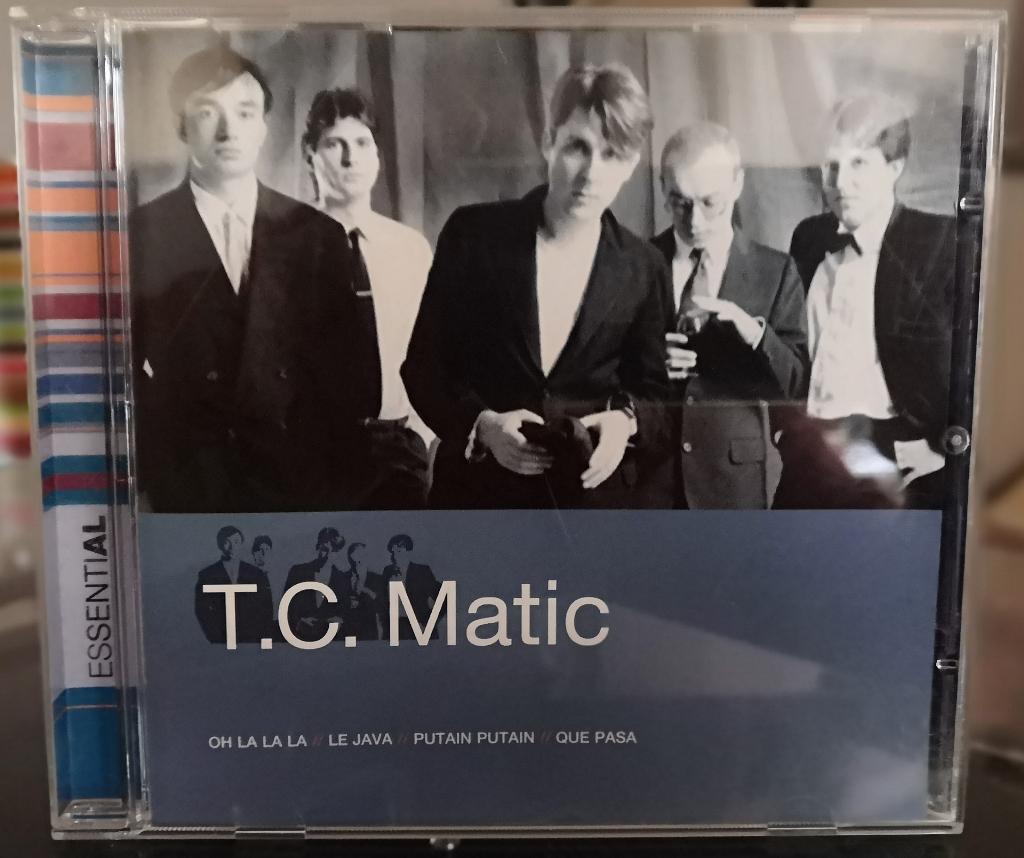 ESSENTIAL
T.C. Matic
OH LA LA LA // LE JAVA // PUTAIN PUTAIN // QUE PASA